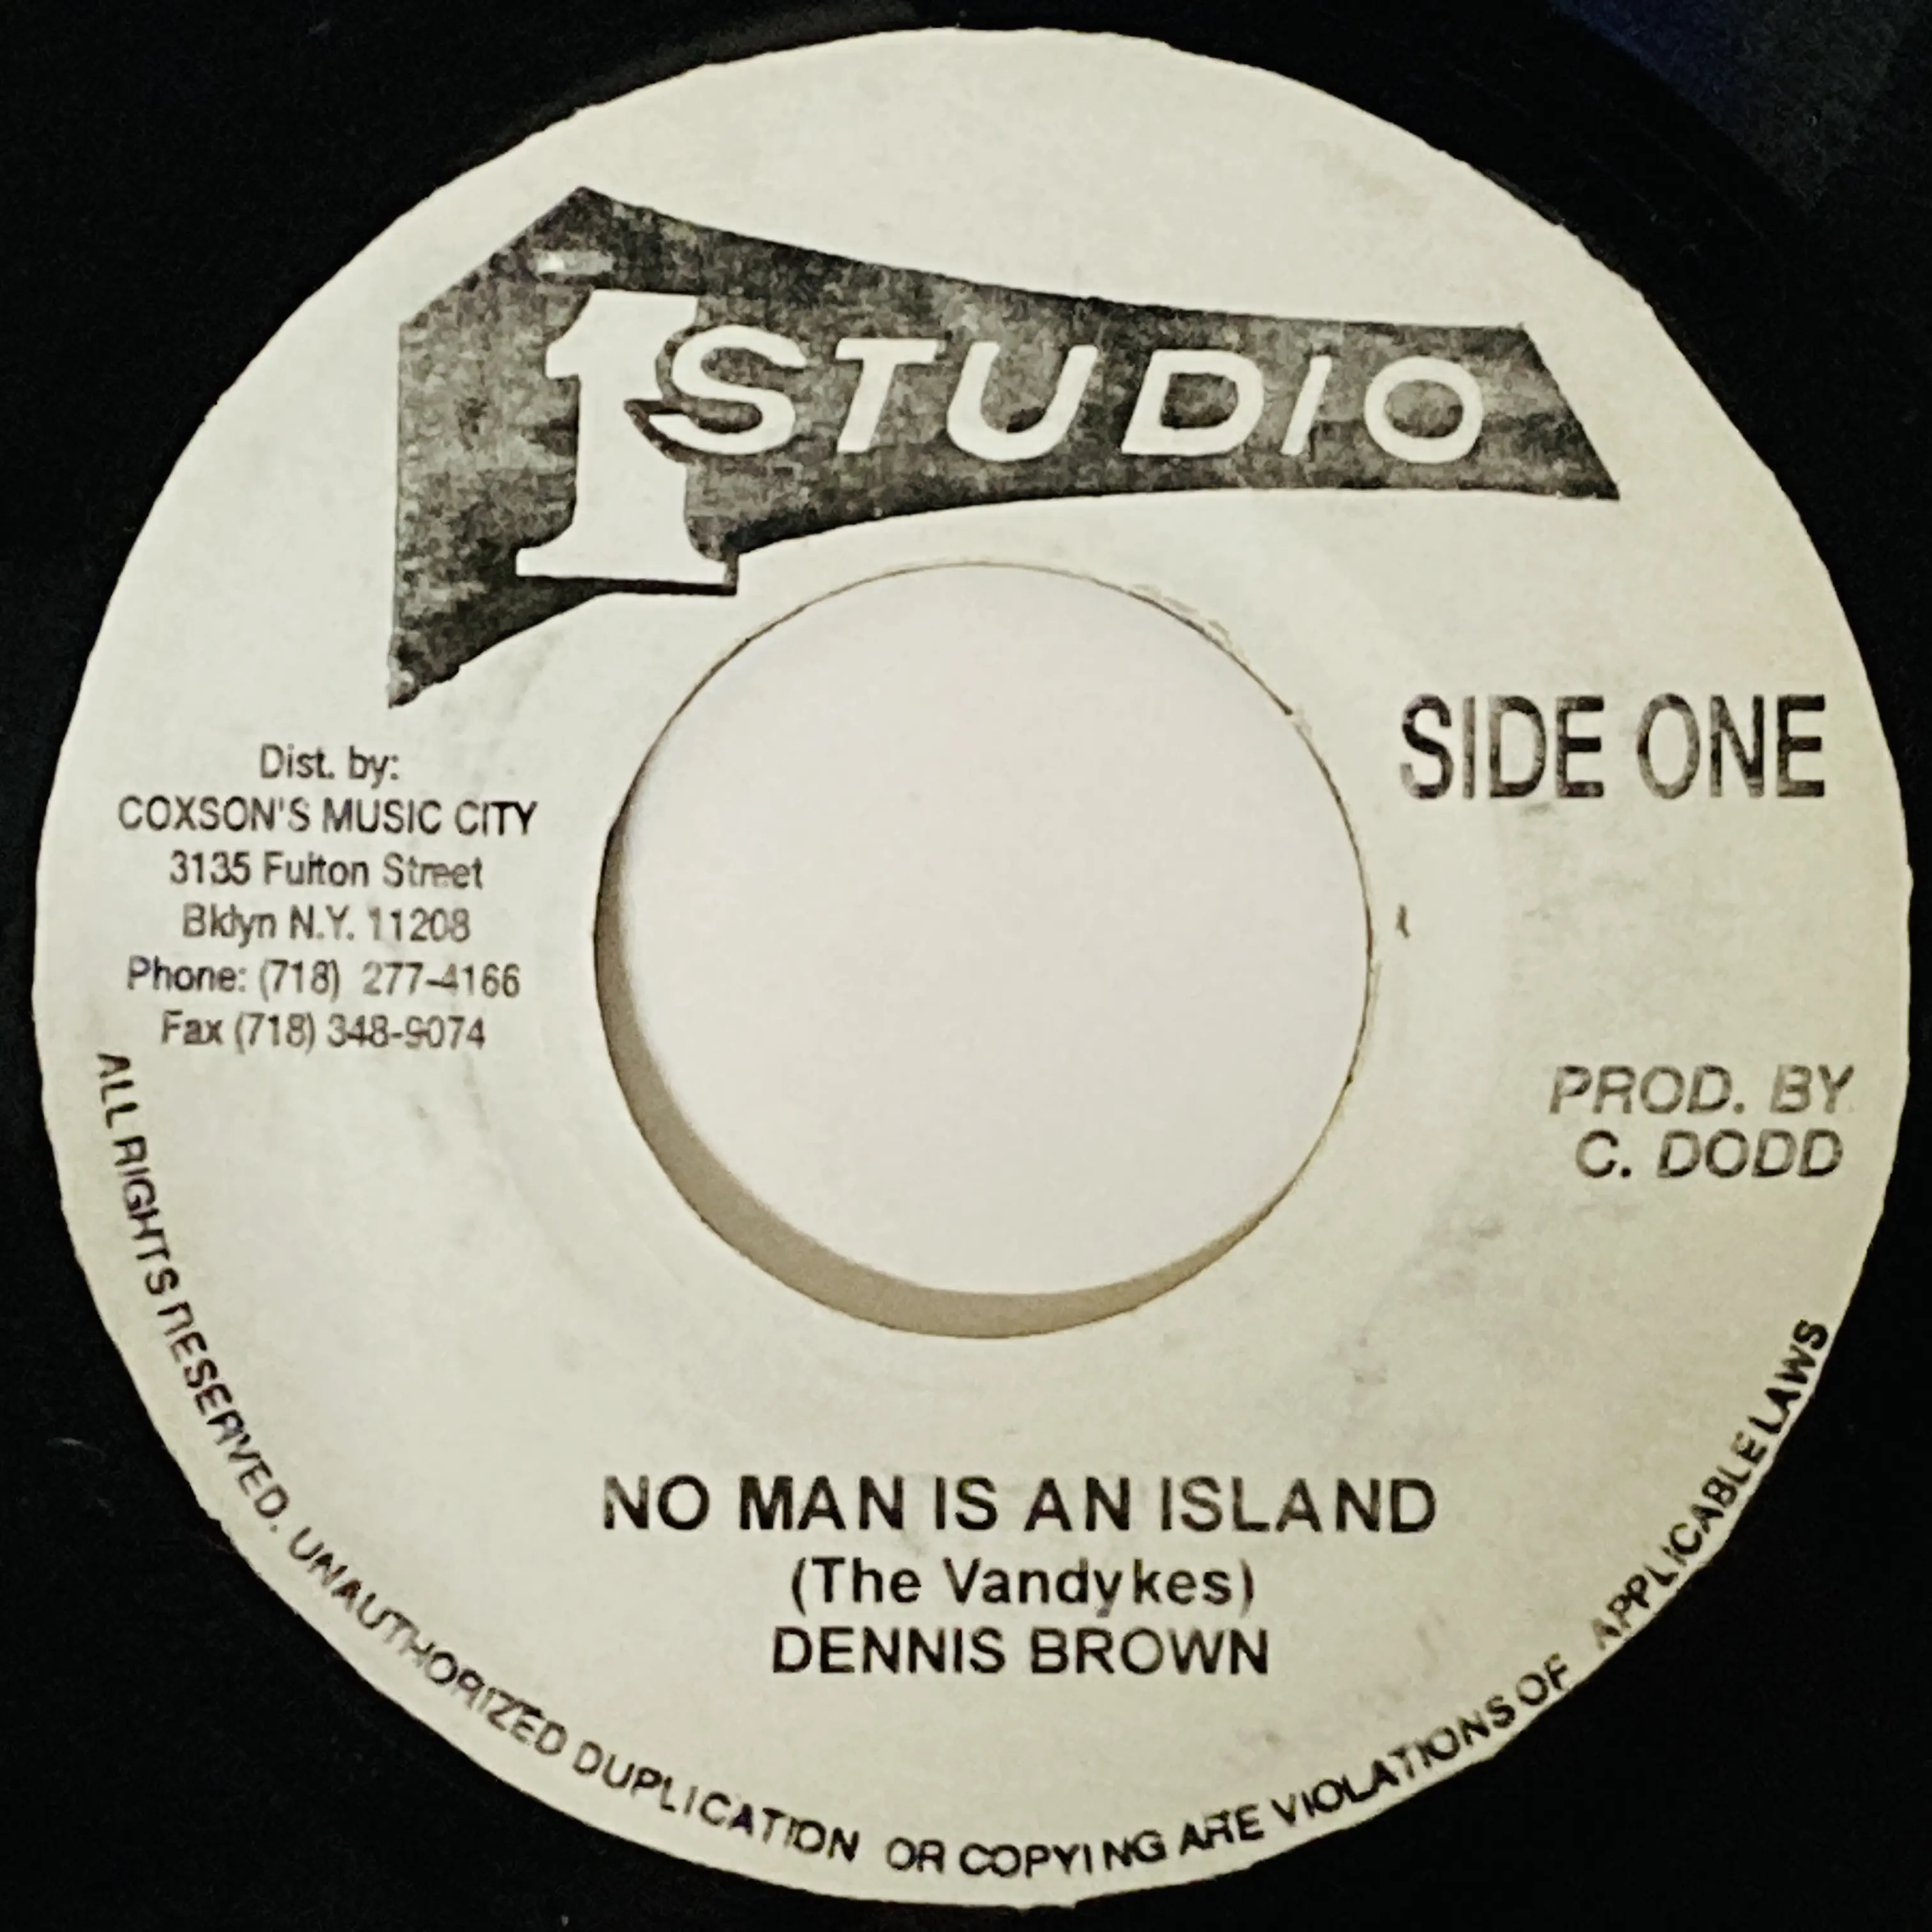 1 STUDIO
SIDE ONE
Dist. by:
COXSON'S MUSIC CITY
3135 Fulton Street
Bklyn N.Y. 11208
Phone: (718) 277-4166
Fax (718) 348-9074
PROD. BY
C. DODD
NO MAN IS AN ISLAND
(The Vandykes)
DENNIS BROWN
ALL RIGHTS RESERVED. UNAUTHORIZED DUPLICATION OR COPYING ARE VIOLATIONS OF APPLICABLE LAWS